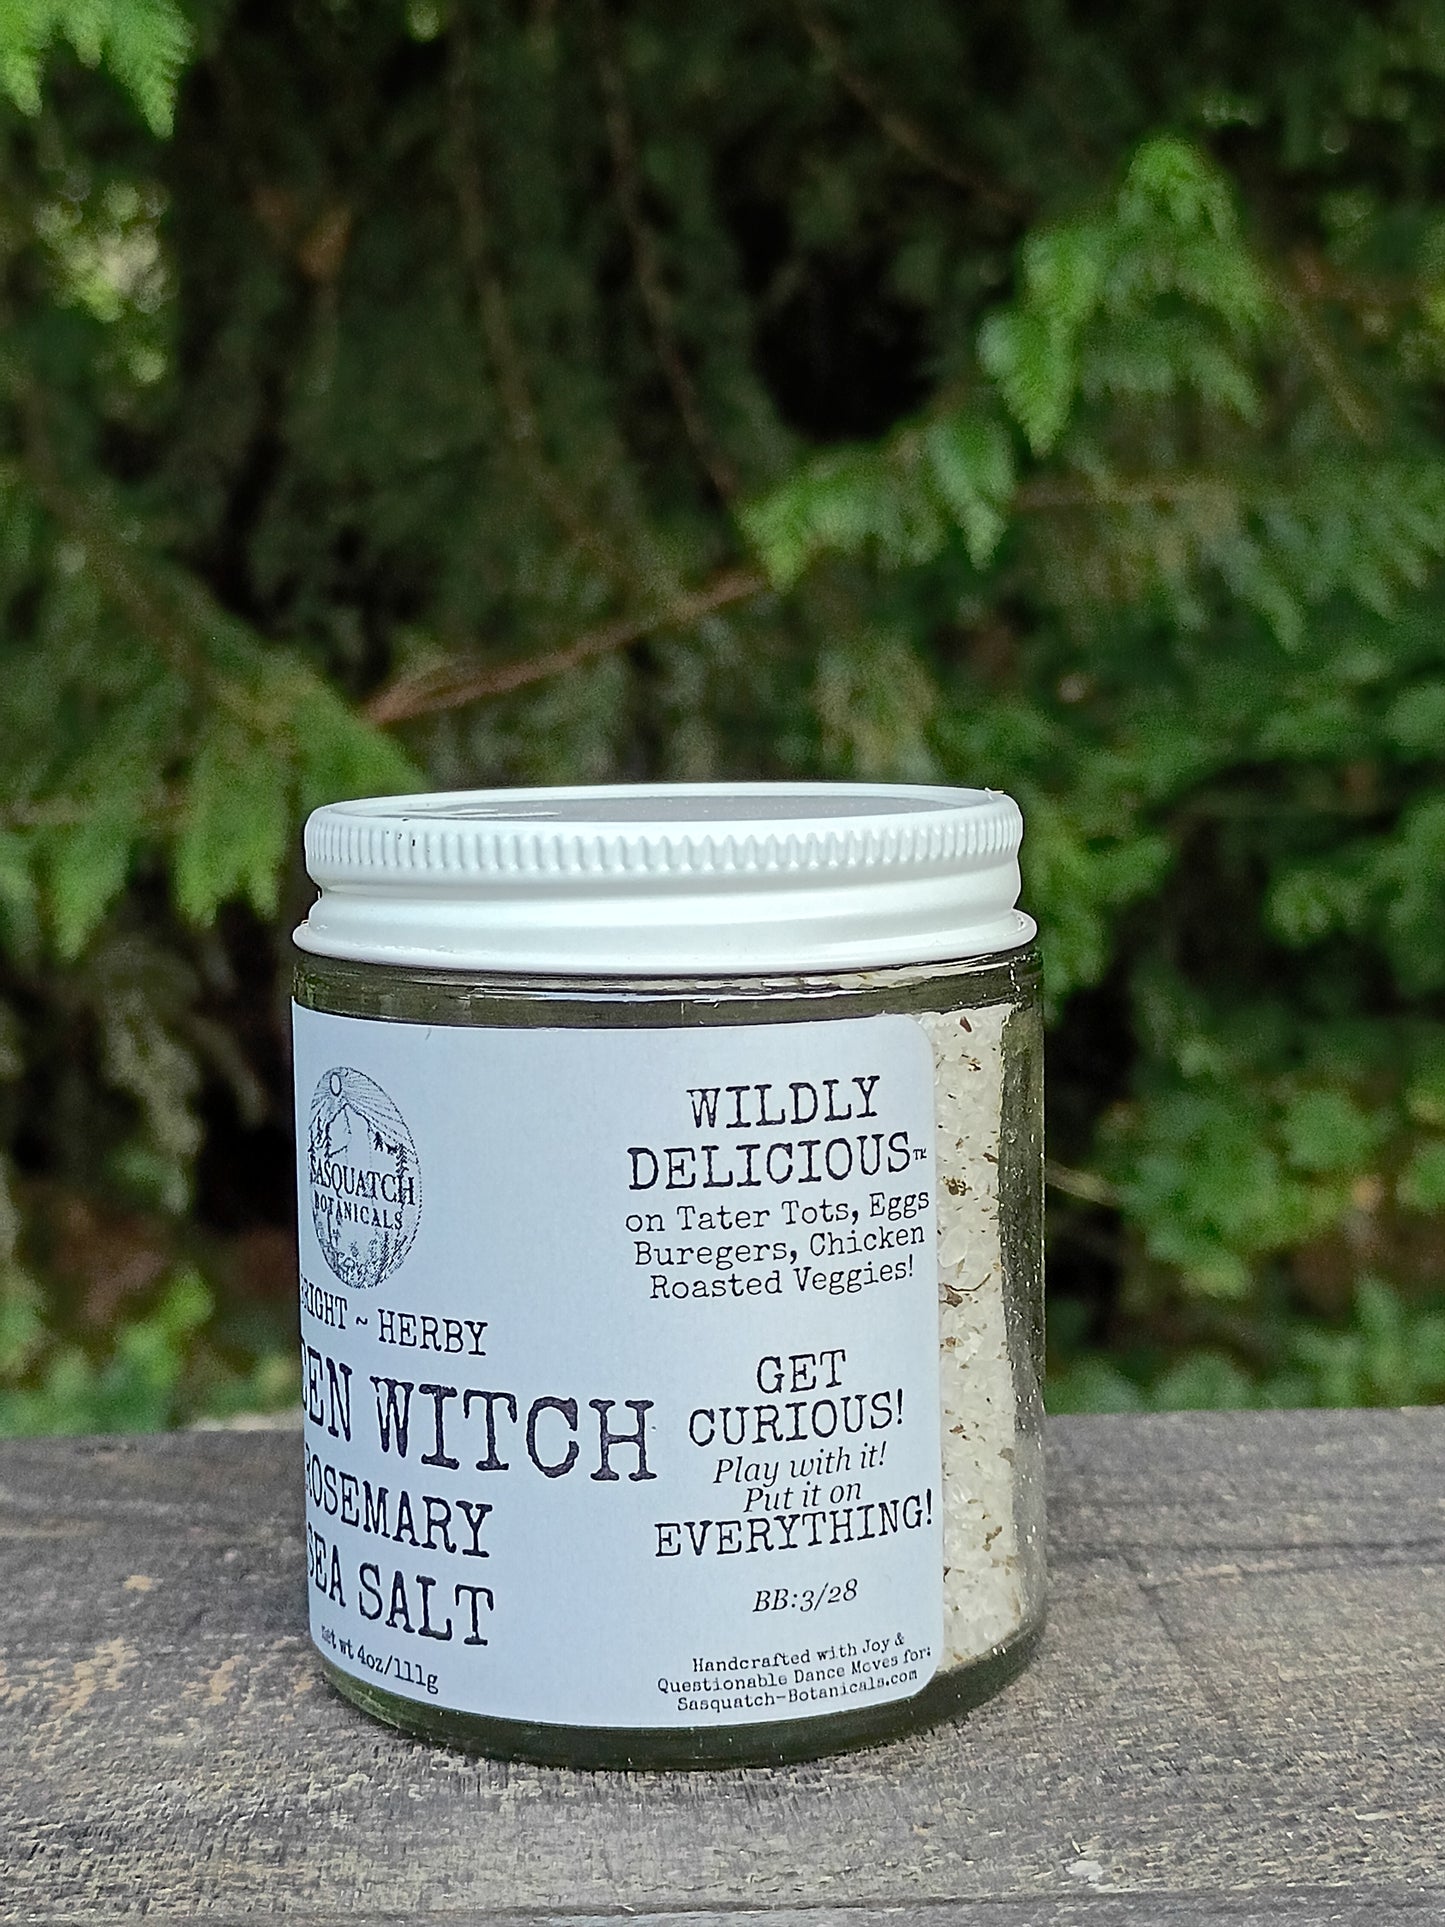 SASQUATCH
BOTANICALS
BRIGHT ~ HERBY
WITCH
ROSEMARY
SEA SALT
net wt 4oz/111g
WILDLY
DELICIOUS™
on Tater Tots, Eggs
Buregers, Chicken
Roasted Veggies!
GET
CURIOUS!
Play with it!
Put it on
EVERYTHING!
BB:3/28
Handcrafted with Joy &
Questionable Dance Moves for:
Sasquatch-Botanicals.com